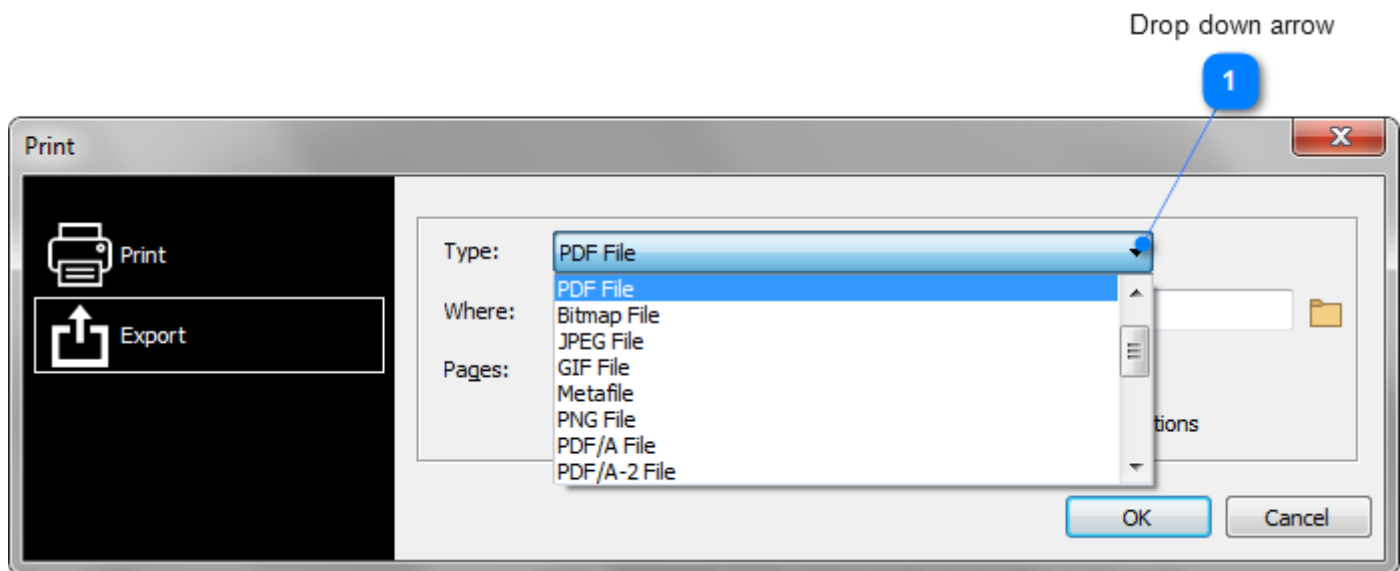 Drop down arrow
1
Print
Print
Export
Type:
PDF File
PDF File
Bitmap File
JPEG File
GIF File
Metafile
PNG File
PDF/A File
PDF/A-2 File
Where:
Pages:
tions
OK
Cancel